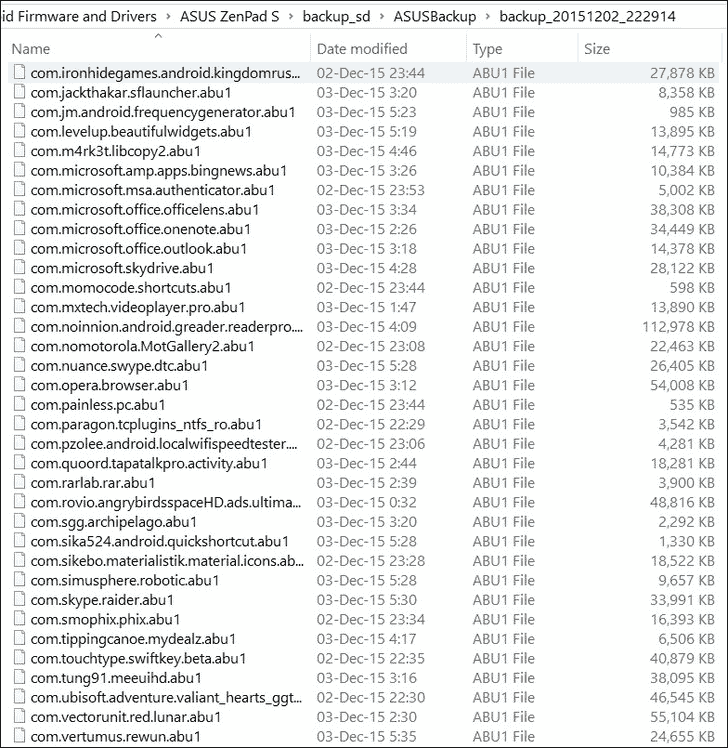 id Firmware and Drivers > ASUS ZenPad S > backup_sd > ASUSBackup > backup_20151202_222914
Name Date modified Type Size
com.ironhidegames.android.kingdomrus... 02-Dec-15 23:44 ABU1 File 27,878 KB
com.jackthakar.sflauncher.abu1 03-Dec-15 3:20 ABU1 File 8,358 KB
com.jm.android.frequencygenerator.abu1 03-Dec-15 5:23 ABU1 File 985 KB
com.levelup.beautifulwidgets.abu1 03-Dec-15 5:19 ABU1 File 13,895 KB
com.m4rk3t.libcopy2.abu1 03-Dec-15 4:46 ABU1 File 14,773 KB
com.microsoft.amp.apps.bingnews.abu1 03-Dec-15 3:26 ABU1 File 10,384 KB
com.microsoft.msa.authenticator.abu1 02-Dec-15 23:53 ABU1 File 5,002 KB
com.microsoft.office.officelens.abu1 03-Dec-15 3:34 ABU1 File 38,308 KB
com.microsoft.office.onenote.abu1 03-Dec-15 2:26 ABU1 File 34,449 KB
com.microsoft.office.outlook.abu1 03-Dec-15 3:18 ABU1 File 14,378 KB
com.microsoft.skydrive.abu1 03-Dec-15 4:28 ABU1 File 28,122 KB
com.momocode.shortcuts.abu1 02-Dec-15 23:44 ABU1 File 598 KB
com.mxtech.videoplayer.pro.abu1 03-Dec-15 1:47 ABU1 File 13,890 KB
com.noinnion.android.greader.readerpro.... 03-Dec-15 4:09 ABU1 File 112,978 KB
com.nomotorola.MotGallery2.abu1 02-Dec-15 23:08 ABU1 File 22,463 KB
com.nuance.swype.dtc.abu1 03-Dec-15 5:28 ABU1 File 26,405 KB
com.opera.browser.abu1 03-Dec-15 3:12 ABU1 File 54,008 KB
com.painless.pc.abu1 02-Dec-15 23:44 ABU1 File 535 KB
com.paragon.tcplugins_ntfs_ro.abu1 02-Dec-15 22:29 ABU1 File 3,542 KB
com.pzolee.android.localwifispeedtester.... 02-Dec-15 23:06 ABU1 File 4,281 KB
com.quoord.tapatalkpro.activity.abu1 03-Dec-15 2:44 ABU1 File 18,281 KB
com.rarlab.rar.abu1 03-Dec-15 2:39 ABU1 File 3,900 KB
com.rovio.angrybirdsspaceHD.ads.ultima... 03-Dec-15 0:32 ABU1 File 48,816 KB
com.sgg.archipelago.abu1 03-Dec-15 3:20 ABU1 File 2,292 KB
com.sika524.android.quickshortcut.abu1 03-Dec-15 5:28 ABU1 File 1,330 KB
com.sikebo.materialistik.material.icons.ab... 02-Dec-15 23:28 ABU1 File 18,522 KB
com.simusphere.robotic.abu1 03-Dec-15 5:28 ABU1 File 9,657 KB
com.skype.raider.abu1 03-Dec-15 5:30 ABU1 File 33,991 KB
com.smophix.phix.abu1 02-Dec-15 23:34 ABU1 File 16,393 KB
com.tippingcanoe.mydealz.abu1 03-Dec-15 4:17 ABU1 File 6,506 KB
com.touchtype.swiftkey.beta.abu1 02-Dec-15 22:35 ABU1 File 40,879 KB
com.tung91.meeuihd.abu1 03-Dec-15 3:16 ABU1 File 38,095 KB
com.ubisoft.adventure.valiant_hearts_ggt... 02-Dec-15 22:30 ABU1 File 46,545 KB
com.vectorunit.red.lunar.abu1 03-Dec-15 2:30 ABU1 File 55,104 KB
com.vertumus.rewun.abu1 03-Dec-15 5:35 ABU1 File 24,655 KB